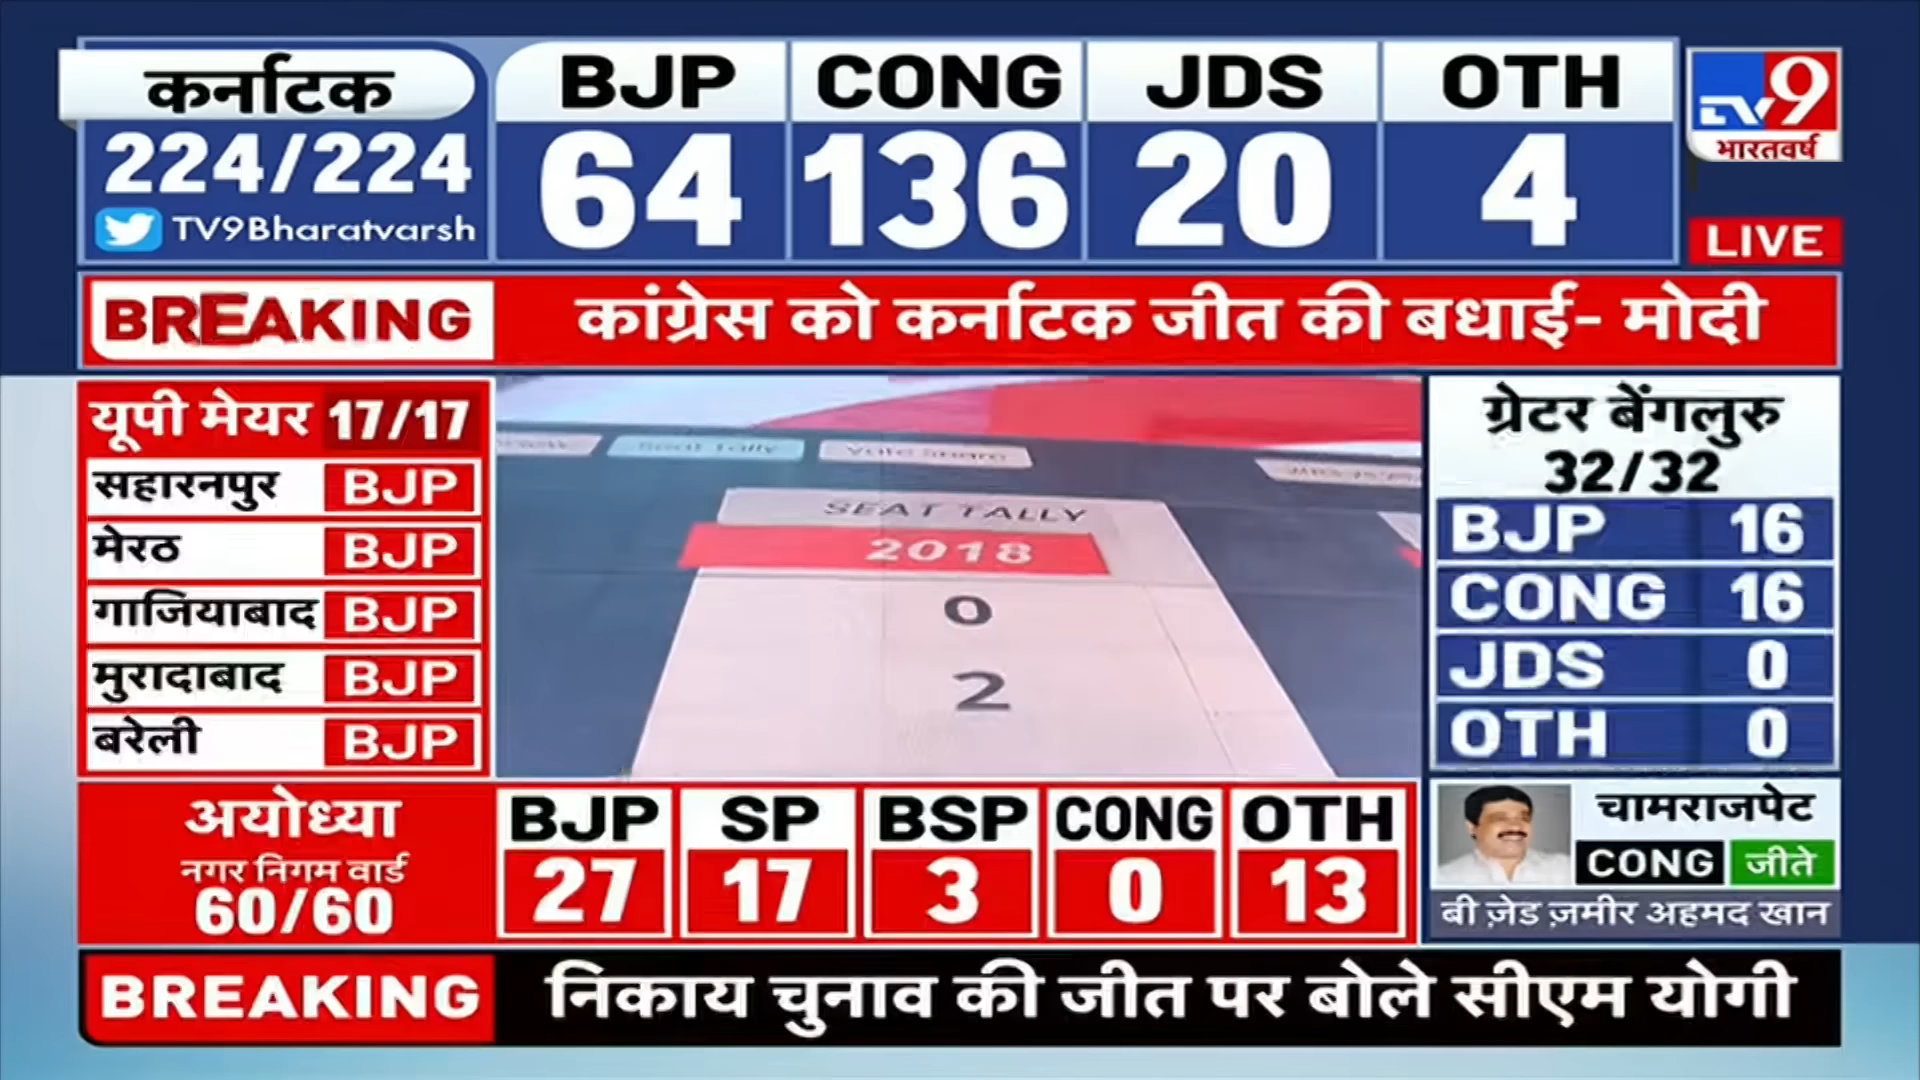 कर्नाटक
224/224
TV9Bharatvarsh
BJP CONG JDS OTH
64 136 20 4
TV9
भारतवर्ष
LIVE
BREAKING
कांग्रेस को कर्नाटक जीत की बधाई- मोदी
यूपी मेयर 17/17
सहारनपुर BJP
मेरठ BJP
गाजियाबाद BJP
मुरादाबाद BJP
बरेली BJP
Seat Tally
Vote Share
SEAT TALLY
2018
0
2
ग्रेटर बेंगलुरु
32/32
BJP 16
CONG 16
JDS 0
OTH 0
अयोध्या
नगर निगम वार्ड
60/60
BJP SP BSP CONG OTH
27 17 3 0 13
चामराजपेट
CONG जीते
बी ज़ेड ज़मीर अहमद खान
BREAKING
निकाय चुनाव की जीत पर बोले सीएम योगी